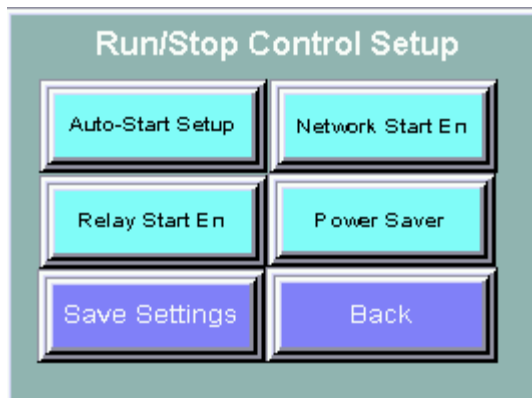 Run/Stop Control Setup
Auto-Start Setup
Network Start En
Relay Start En
Power Saver
Save Settings
Back